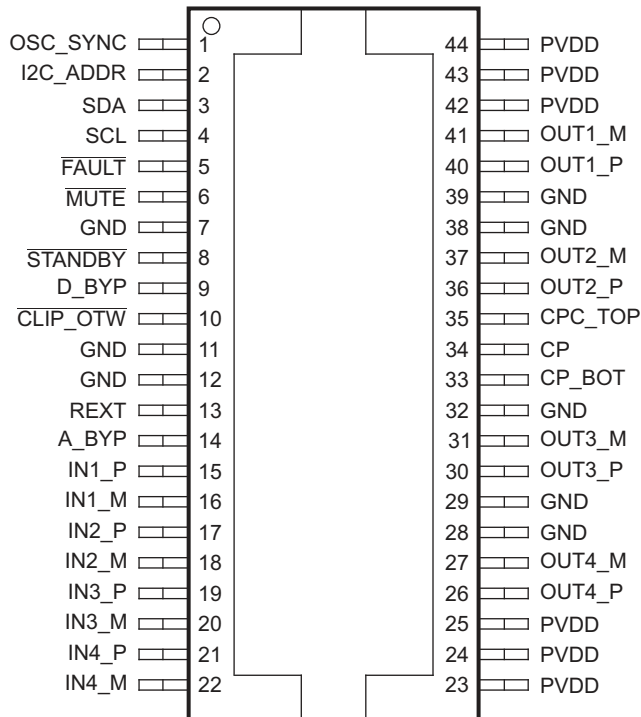 OSC_SYNC 1 44 PVDD
I2C_ADDR 2 43 PVDD
SDA 3 42 PVDD
SCL 4 41 OUT1_M
FAULT 5 40 OUT1_P
MUTE 6 39 GND
GND 7 38 GND
STANDBY 8 37 OUT2_M
D_BYP 9 36 OUT2_P
CLIP_OTW 10 35 CPC_TOP
GND 11 34 CP
GND 12 33 CP_BOT
REXT 13 32 GND
A_BYP 14 31 OUT3_M
IN1_P 15 30 OUT3_P
IN1_M 16 29 GND
IN2_P 17 28 GND
IN2_M 18 27 OUT4_M
IN3_P 19 26 OUT4_P
IN3_M 20 25 PVDD
IN4_P 21 24 PVDD
IN4_M 22 23 PVDD